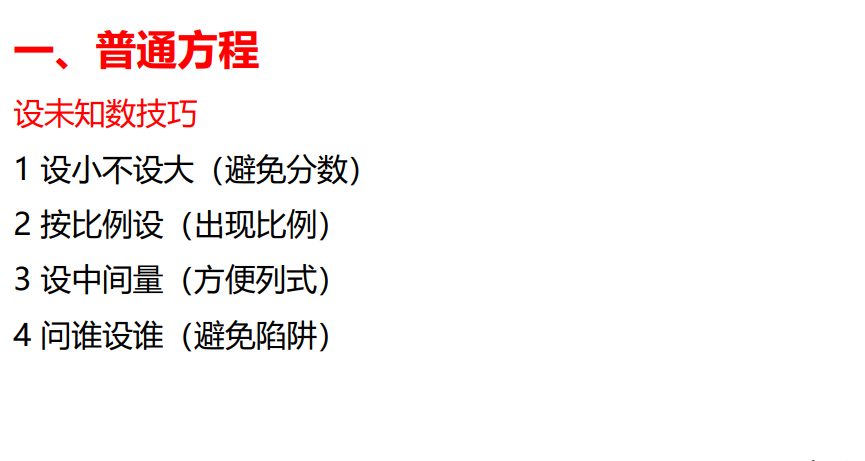 一、普通方程
设未知数技巧
1 设小不设大（避免分数）
2 按比例设（出现比例）
3 设中间量（方便列式）
4 问谁设谁（避免陷阱）